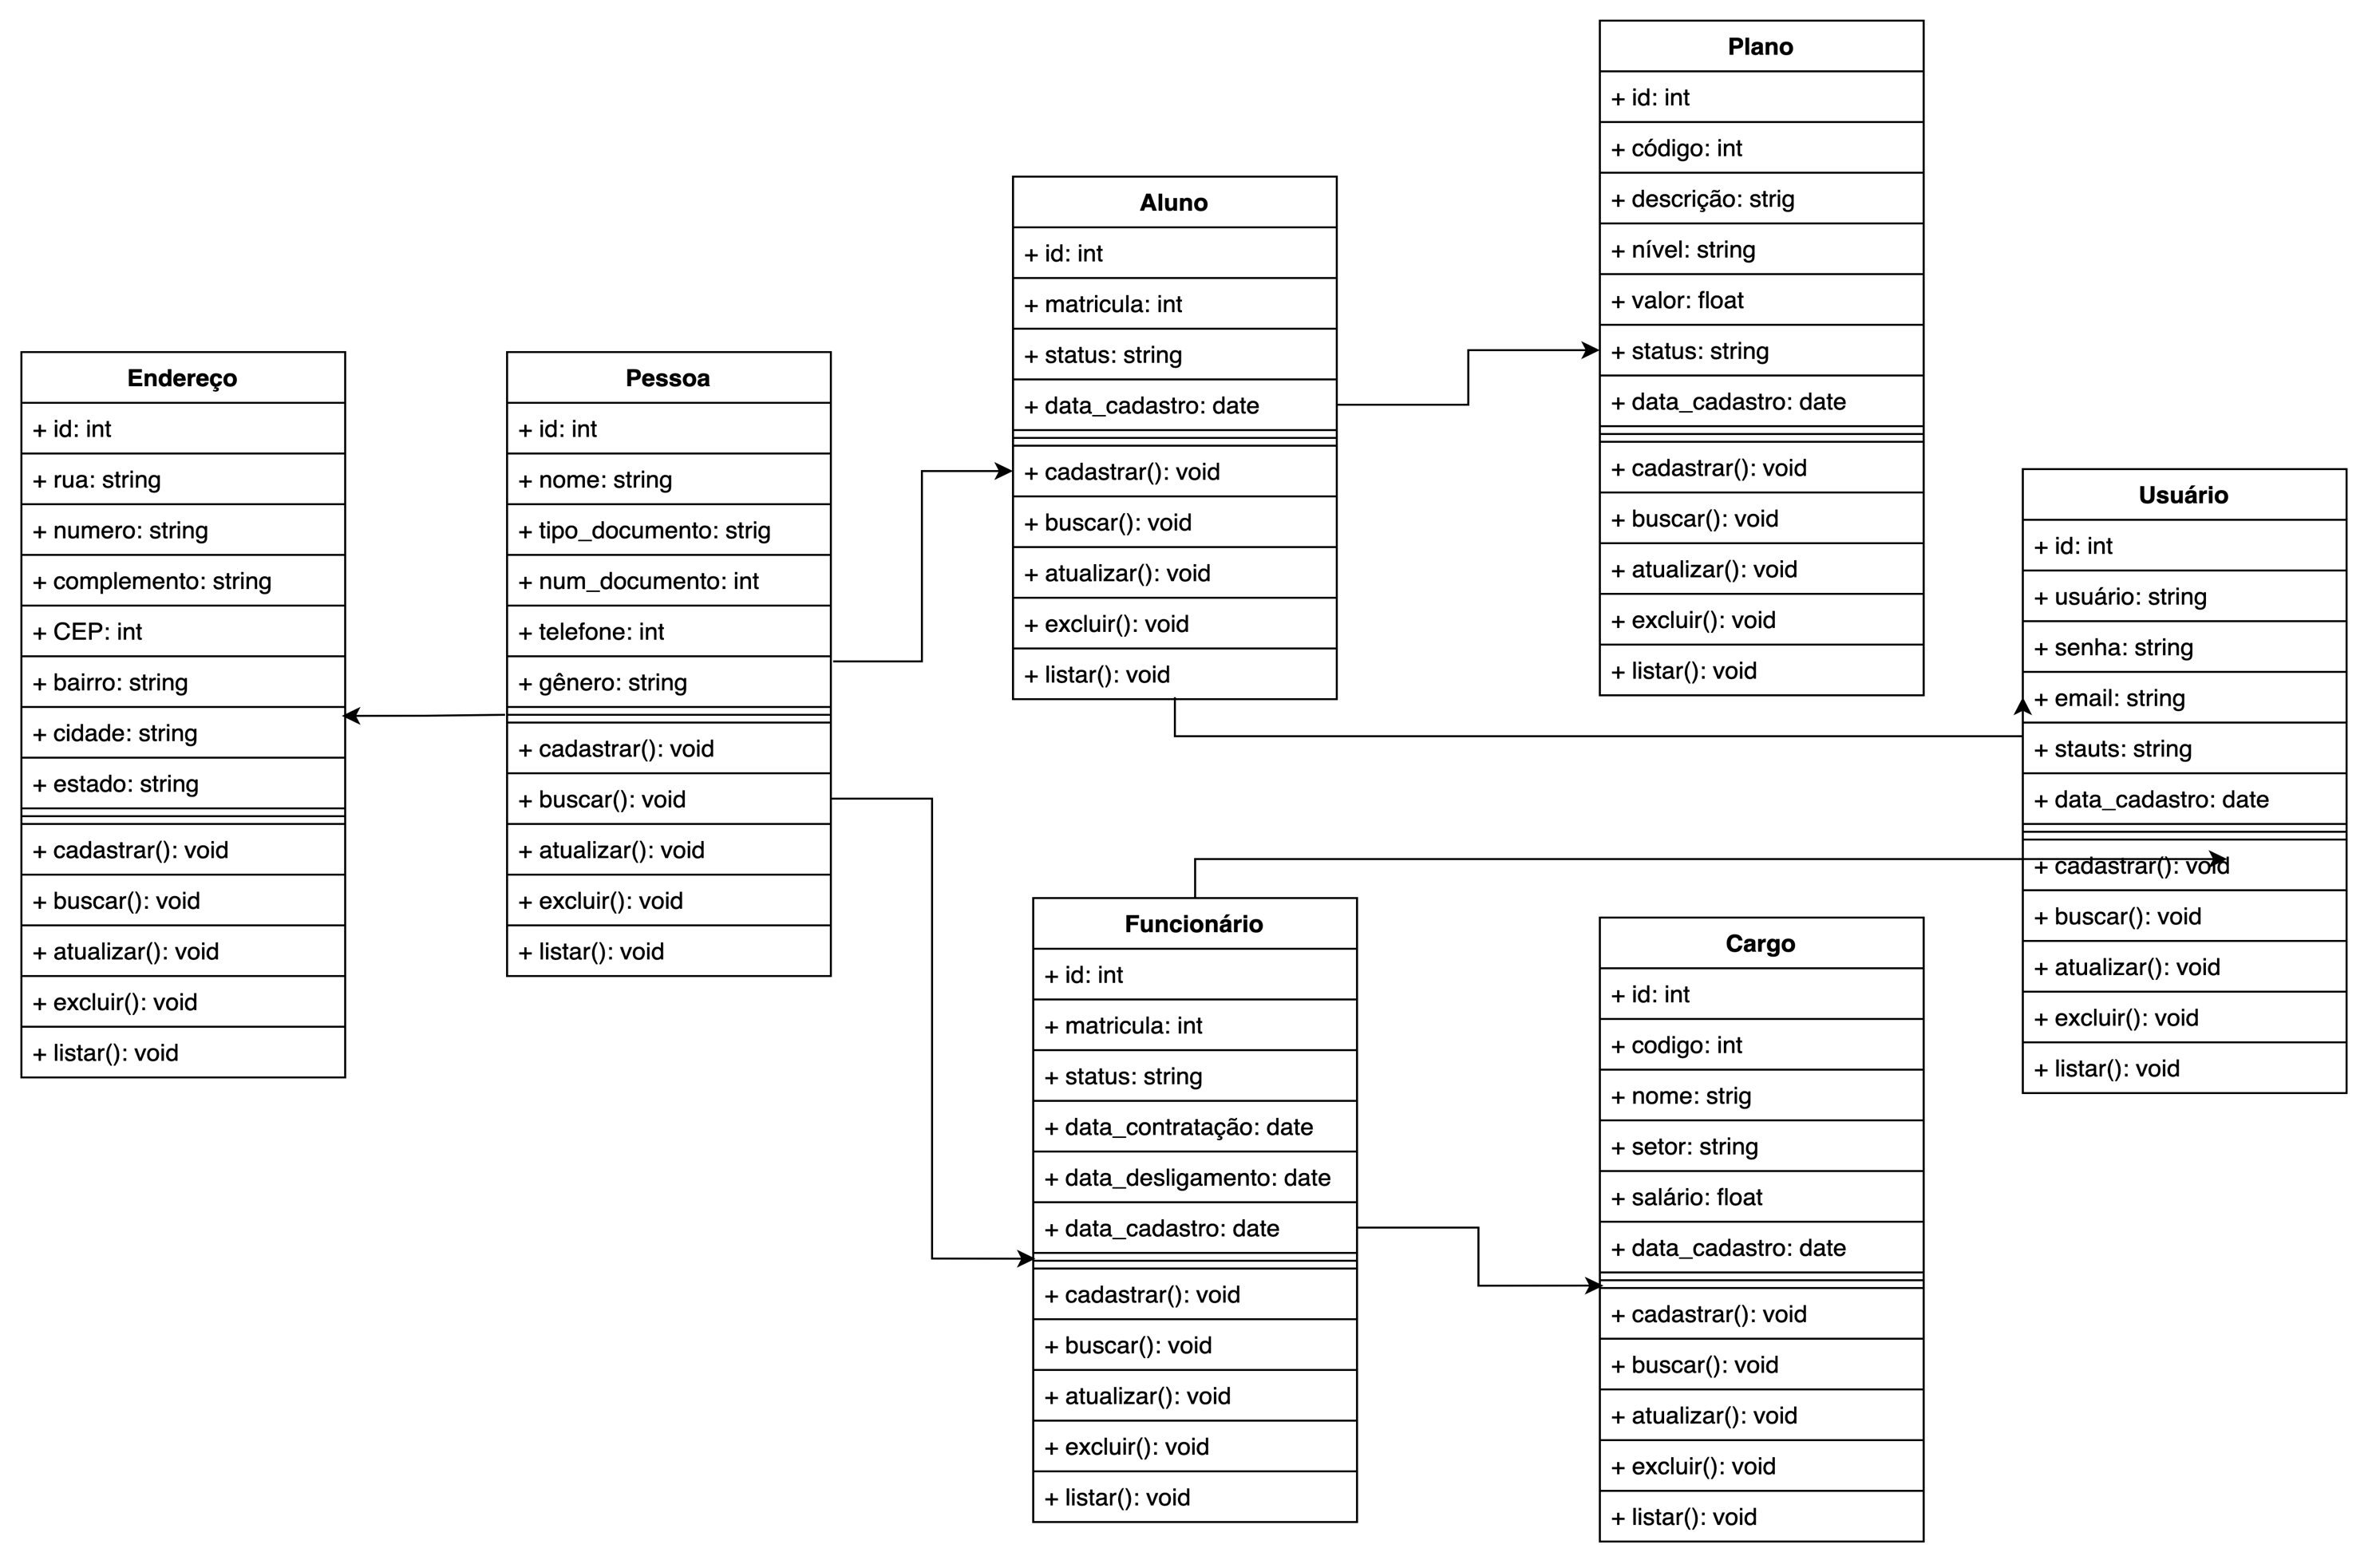 Endereço
+ id: int
+ rua: string
+ numero: string
+ complemento: string
+ CEP: int
+ bairro: string
+ cidade: string
+ estado: string
+ cadastrar(): void
+ buscar(): void
+ atualizar(): void
+ excluir(): void
+ listar(): void
Pessoa
+ id: int
+ nome: string
+ tipo_documento: strig
+ num_documento: int
+ telefone: int
+ gênero: string
+ cadastrar(): void
+ buscar(): void
+ atualizar(): void
+ excluir(): void
+ listar(): void
Aluno
+ id: int
+ matricula: int
+ status: string
+ data_cadastro: date
+ cadastrar(): void
+ buscar(): void
+ atualizar(): void
+ excluir(): void
+ listar(): void
Funcionário
+ id: int
+ matricula: int
+ status: string
+ data_contratação: date
+ data_desligamento: date
+ data_cadastro: date
+ cadastrar(): void
+ buscar(): void
+ atualizar(): void
+ excluir(): void
+ listar(): void
Plano
+ id: int
+ código: int
+ descrição: strig
+ nível: string
+ valor: float
+ status: string
+ data_cadastro: date
+ cadastrar(): void
+ buscar(): void
+ atualizar(): void
+ excluir(): void
+ listar(): void
Cargo
+ id: int
+ codigo: int
+ nome: strig
+ setor: string
+ salário: float
+ data_cadastro: date
+ cadastrar(): void
+ buscar(): void
+ atualizar(): void
+ excluir(): void
+ listar(): void
Usuário
+ id: int
+ usuário: string
+ senha: string
+ email: string
+ stauts: string
+ data_cadastro: date
+ cadastrar(): void
+ buscar(): void
+ atualizar(): void
+ excluir(): void
+ listar(): void